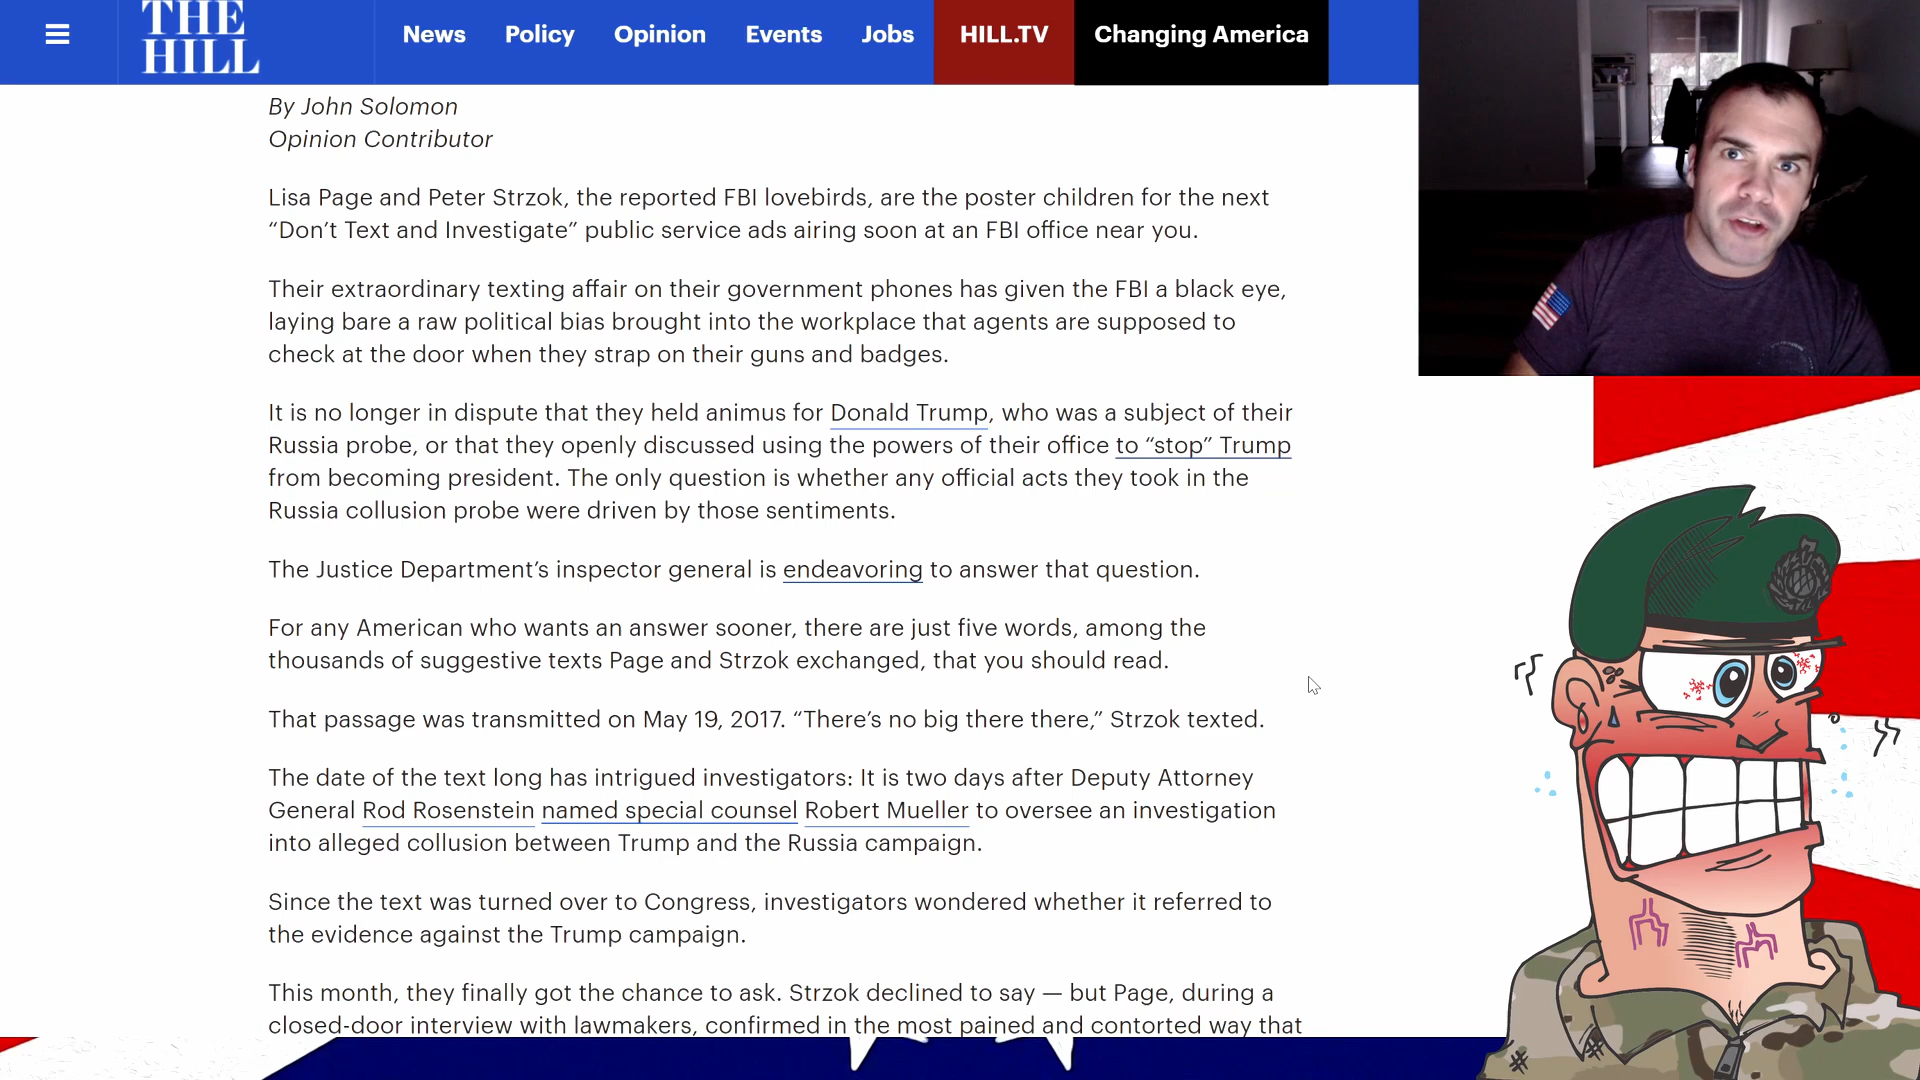 THE
HILL
News Policy Opinion Events Jobs HILL.TV Changing America
By John Solomon
Opinion Contributor
Lisa Page and Peter Strzok, the reported FBI lovebirds, are the poster children for the next
“Don’t Text and Investigate” public service ads airing soon at an FBI office near you.
Their extraordinary texting affair on their government phones has given the FBI a black eye,
laying bare a raw political bias brought into the workplace that agents are supposed to
check at the door when they strap on their guns and badges.
It is no longer in dispute that they held animus for Donald Trump, who was a subject of their
Russia probe, or that they openly discussed using the powers of their office to “stop” Trump
from becoming president. The only question is whether any official acts they took in the
Russia collusion probe were driven by those sentiments.
The Justice Department’s inspector general is endeavoring to answer that question.
For any American who wants an answer sooner, there are just five words, among the
thousands of suggestive texts Page and Strzok exchanged, that you should read.
That passage was transmitted on May 19, 2017. “There’s no big there there,” Strzok texted.
The date of the text long has intrigued investigators: It is two days after Deputy Attorney
General Rod Rosenstein named special counsel Robert Mueller to oversee an investigation
into alleged collusion between Trump and the Russia campaign.
Since the text was turned over to Congress, investigators wondered whether it referred to
the evidence against the Trump campaign.
This month, they finally got the chance to ask. Strzok declined to say — but Page, during a
closed-door interview with lawmakers, confirmed in the most pained and contorted way that